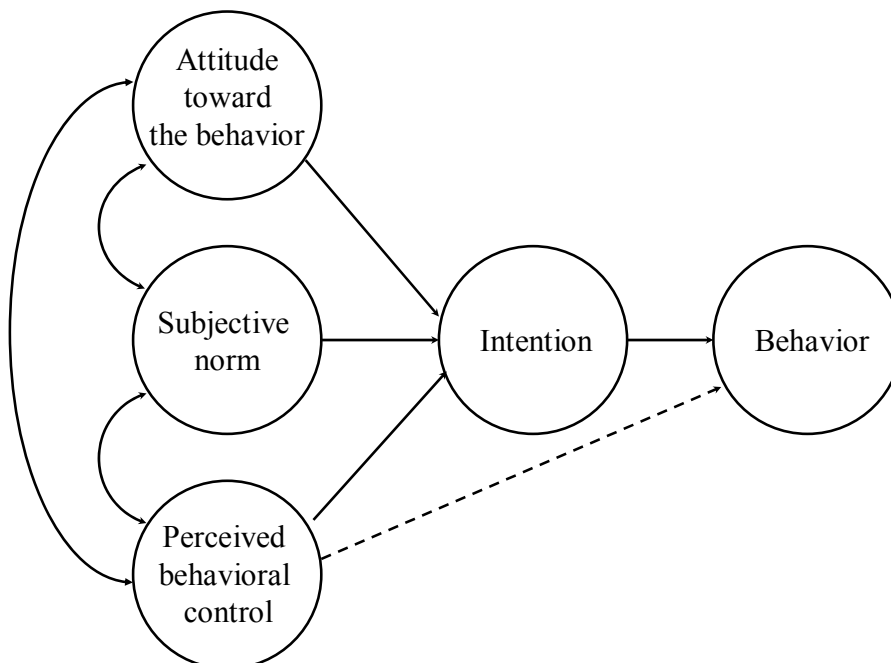 Attitude
toward
the behavior
Subjective
norm
Intention
Behavior
Perceived
behavioral
control